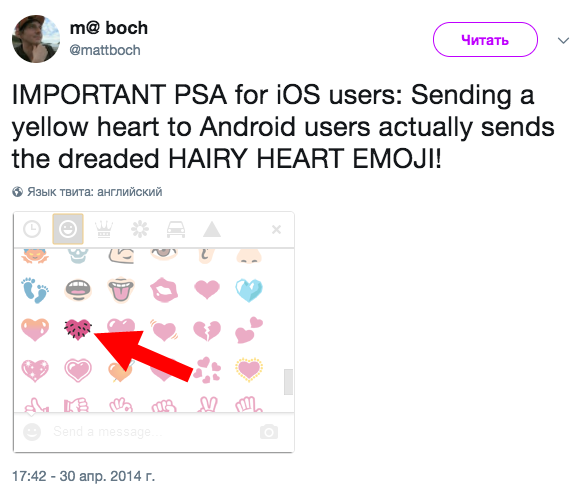 m@ boch
@mattboch
Читать
IMPORTANT PSA for iOS users: Sending a
yellow heart to Android users actually sends
the dreaded HAIRY HEART EMOJI!
Язык твита: английский
Send a message
17:42 - 30 апр. 2014 г.